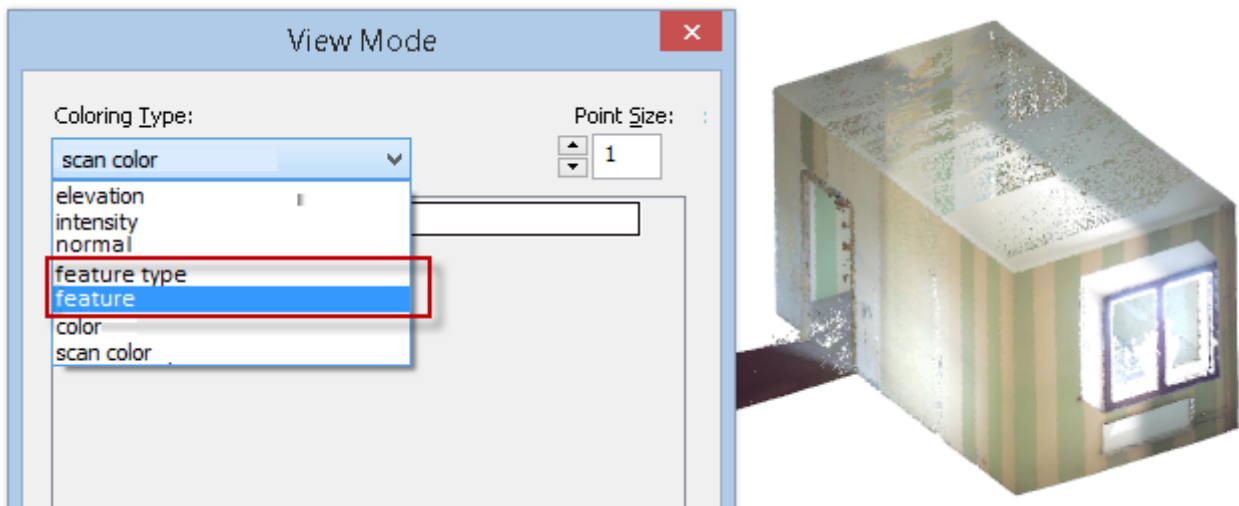 View Mode
Coloring Type:
Point Size:
scan color
1
elevation
intensity
normal
feature type
feature
color
scan color